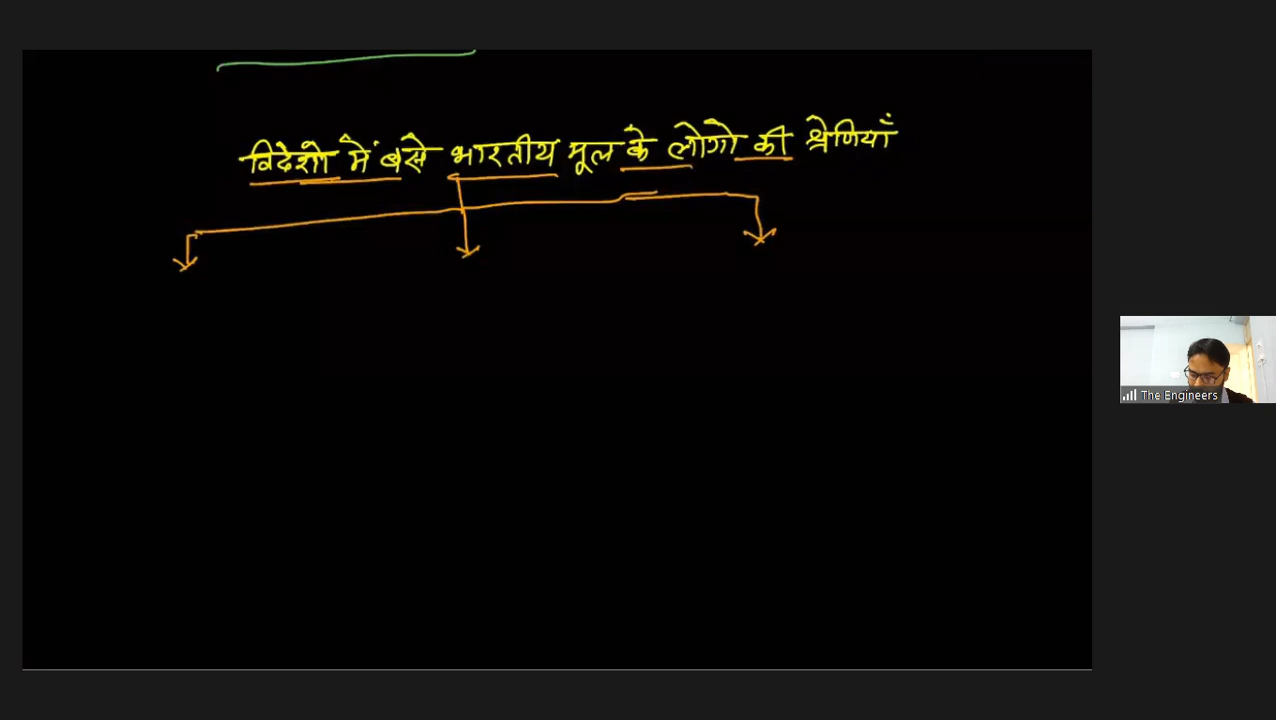 विदेशो में बसे भारतीय मूल के लोगो की श्रेणियाँ
The Engineers